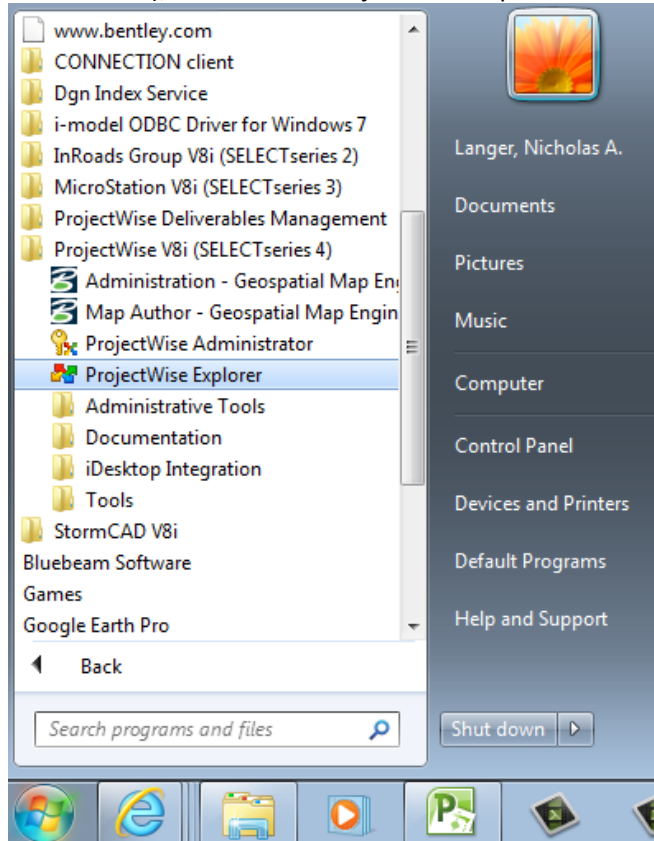 www.bentley.com
CONNECTION client
Dgn Index Service
i-model ODBC Driver for Windows 7
InRoads Group V8i (SELECTseries 2)
MicroStation V8i (SELECTseries 3)
ProjectWise Deliverables Management
ProjectWise V8i (SELECTseries 4)
Administration - Geospatial Map En
Map Author - Geospatial Map Engin
ProjectWise Administrator
ProjectWise Explorer
Administrative Tools
Documentation
iDesktop Integration
Tools
StormCAD V8i
Bluebeam Software
Games
Google Earth Pro
Back
Search programs and files
Langer, Nicholas A.
Documents
Pictures
Music
Computer
Control Panel
Devices and Printers
Default Programs
Help and Support
Shut down